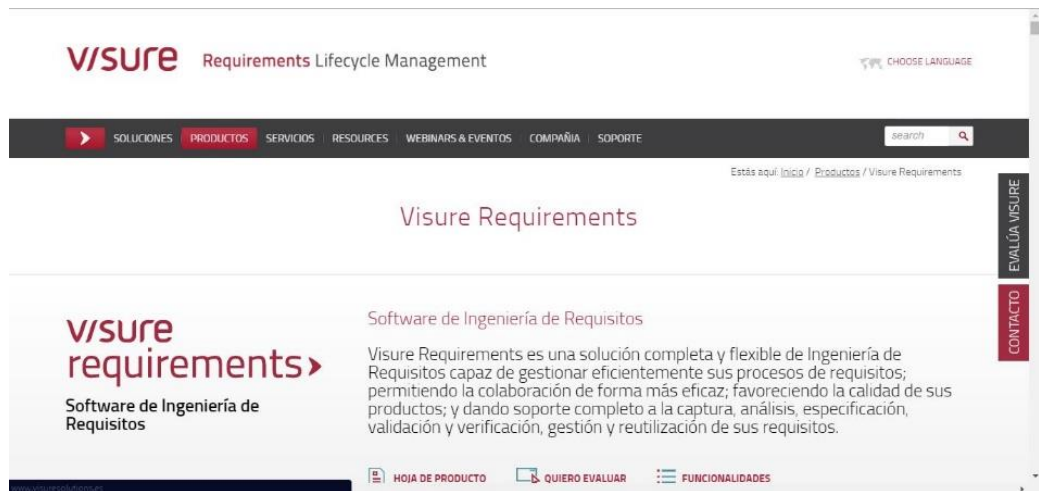 visure Requirements Lifecycle Management
CHOOSE LANGUAGE
SOLUCIONES PRODUCTOS SERVICIOS RESOURCES WEBINARS & EVENTOS COMPAÑIA SOPORTE search
Estás aquí: Inicio / Productos / Visure Requirements
Visure Requirements
EVALÚA VISURE
CONTACTO
visure
requirements
Software de Ingeniería de
Requisitos
Software de Ingeniería de Requisitos
Visure Requirements es una solución completa y flexible de Ingeniería de
Requisitos capaz de gestionar eficientemente sus procesos de requisitos;
permitiendo la colaboración de forma más eficaz; favoreciendo la calidad de sus
productos; y dando soporte completo a la captura, análisis, especificación,
validación y verificación, gestión y reutilización de sus requisitos.
HOJA DE PRODUCTO QUIERO EVALUAR FUNCIONALIDADES